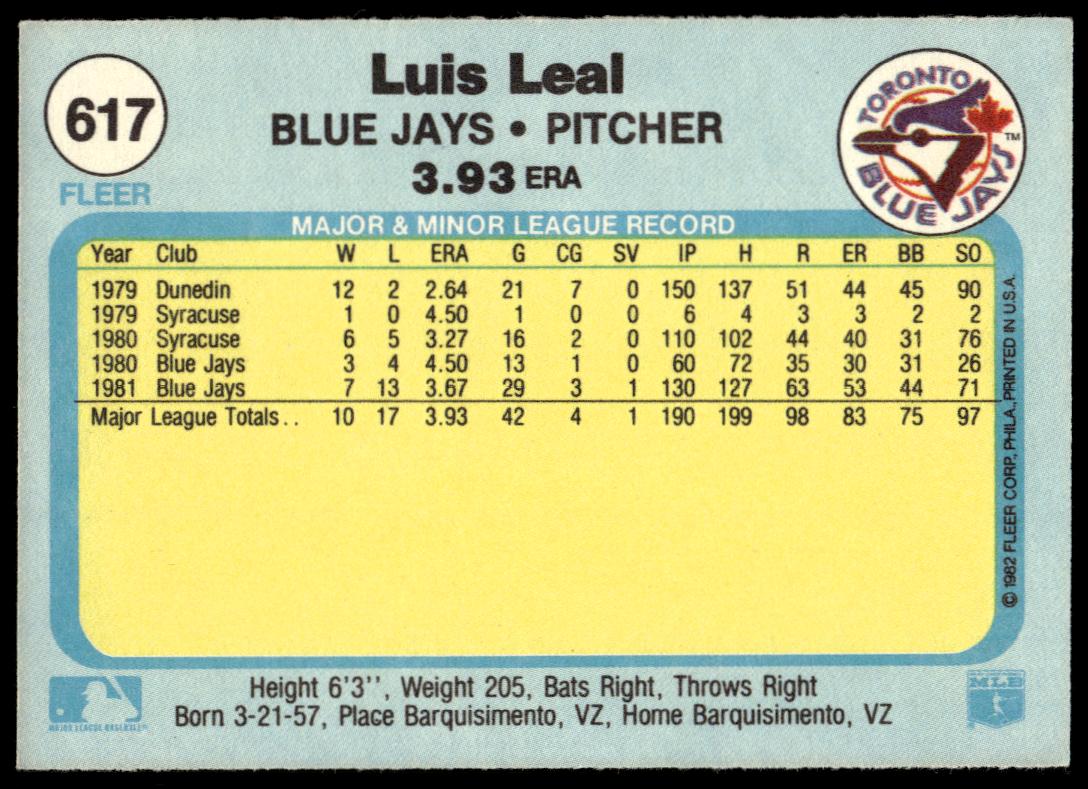 617
FLEER
Luis Leal
BLUE JAYS • PITCHER
3.93 ERA
TORONTO BLUE JAYS TM
MAJOR & MINOR LEAGUE RECORD
Year Club W L ERA G CG SV IP H R ER BB SO
1979 Dunedin 12 2 2.64 21 7 0 150 137 51 44 45 90
1979 Syracuse 1 0 4.50 1 0 0 6 4 3 3 2 2
1980 Syracuse 6 5 3.27 16 2 0 110 102 44 40 31 76
1980 Blue Jays 3 4 4.50 13 1 0 60 72 35 30 31 26
1981 Blue Jays 7 13 3.67 29 3 1 130 127 63 53 44 71
Major League Totals.. 10 17 3.93 42 4 1 190 199 98 83 75 97
© 1982 FLEER CORP., PHILA., PRINTED IN U.S.A.
MAJOR LEAGUE BASEBALL
Height 6'3'', Weight 205, Bats Right, Throws Right
Born 3-21-57, Place Barquisimento, VZ, Home Barquisimento, VZ
MLB